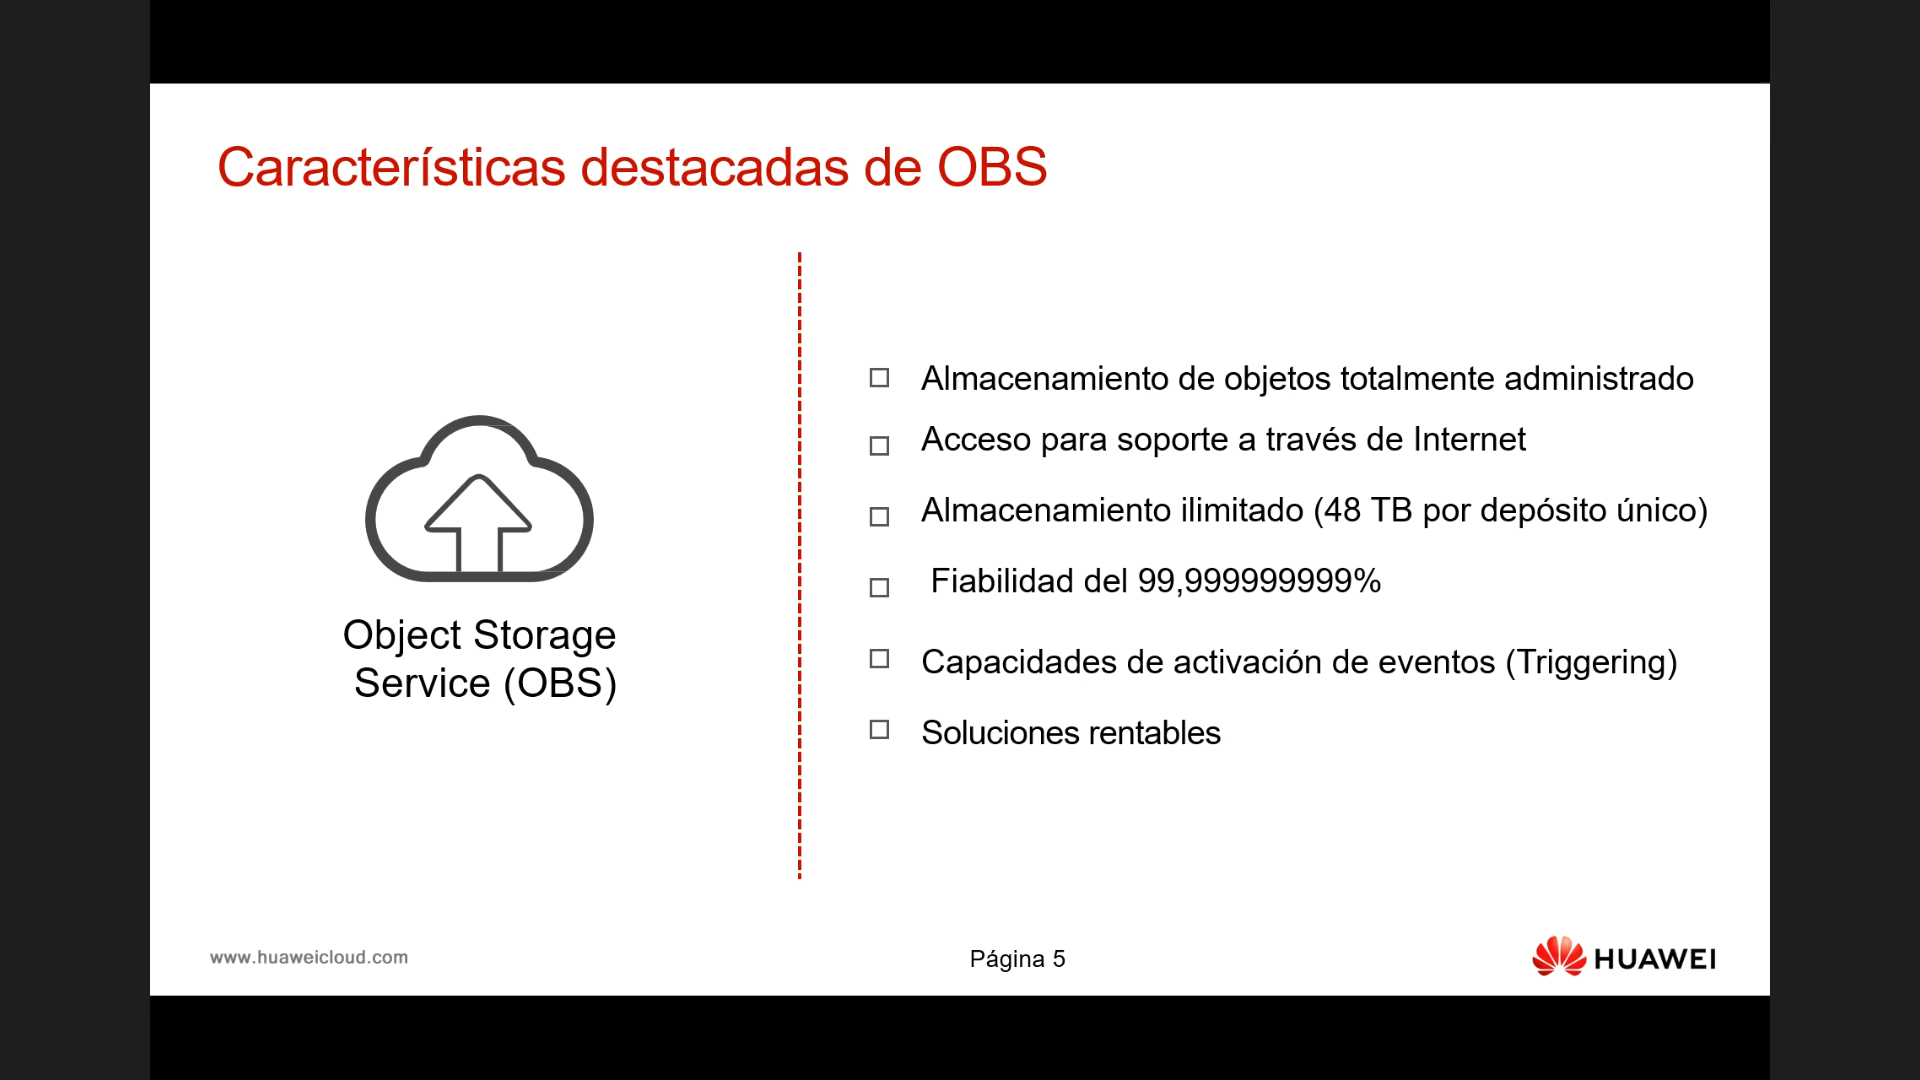 Características destacadas de OBS
Object Storage
Service (OBS)
Almacenamiento de objetos totalmente administrado
Acceso para soporte a través de Internet
Almacenamiento ilimitado (48 TB por depósito único)
Fiabilidad del 99,999999999%
Capacidades de activación de eventos (Triggering)
Soluciones rentables
www.huaweicloud.com
Página 5
HUAWEI